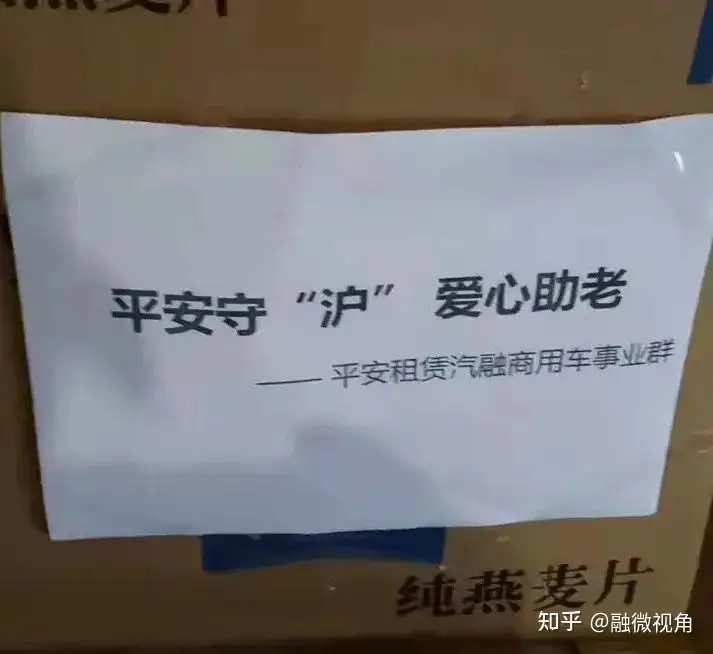 燕麦片
平安守“沪” 爱心助老
—— 平安租赁汽融商用车事业群
纯燕麦片
知乎 @融微视角